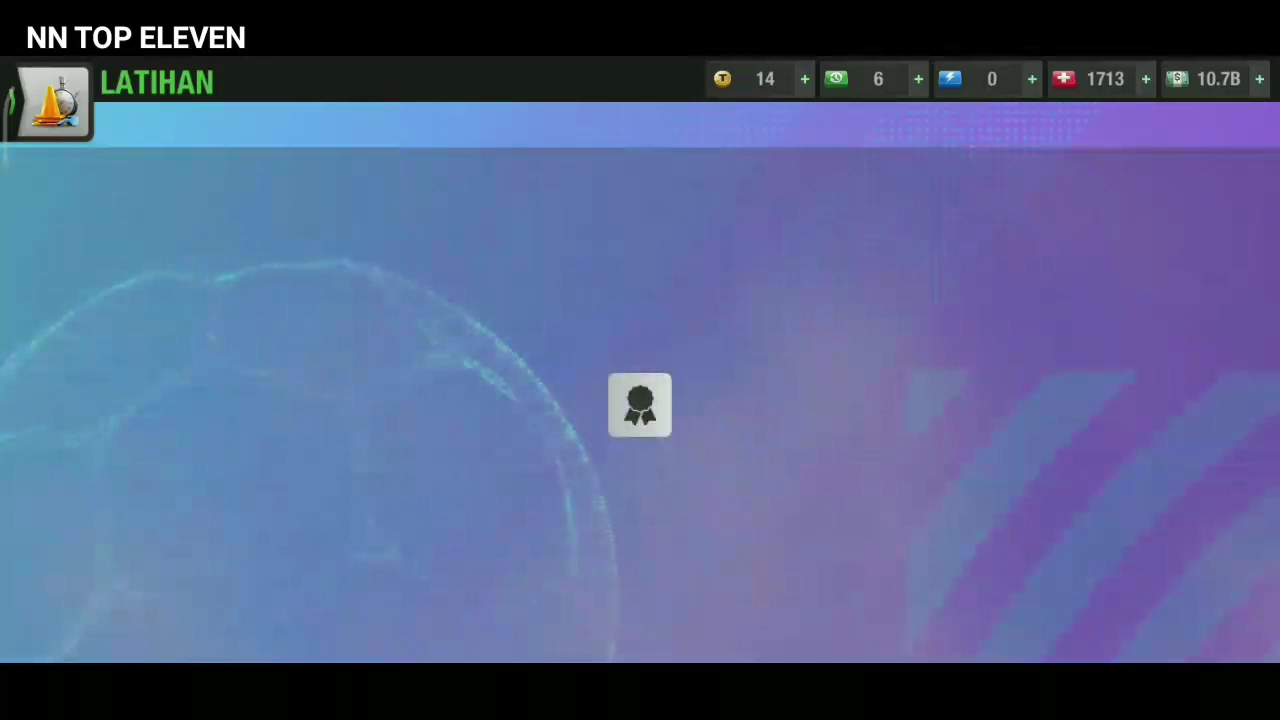 NN TOP ELEVEN
LATIHAN
14 + 6 + 0 + 1713 + 10.7B +